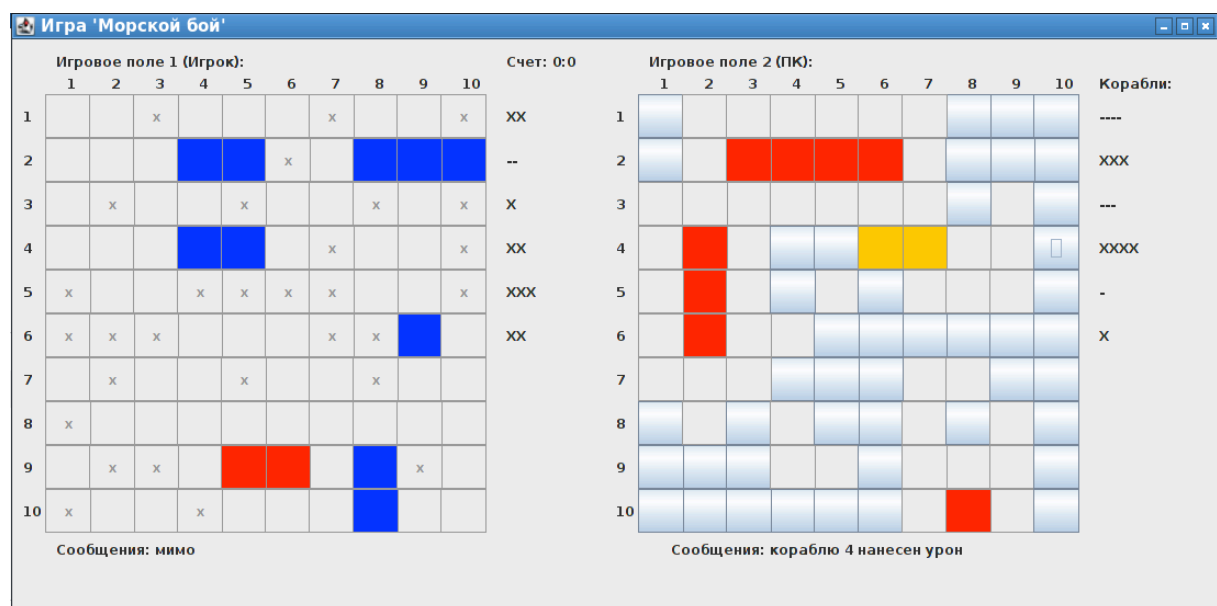 Игра 'Морской бой'
Игровое поле 1 (Игрок): Счет: 0:0 Игровое поле 2 (ПК):
1 2 3 4 5 6 7 8 9 10 1 2 3 4 5 6 7 8 9 10 Корабли:
1 x x x XX 1 ----
2 x -- 2 XXX
3 x x x x X 3 ---
4 x x XX 4 XXXX
5 x x x x x x XXX 5 -
6 x x x x x XX 6 X
7 x x x 7
8 x 8
9 x x x 9
10 x x 10
Сообщения: мимо Сообщения: кораблю 4 нанесен урон